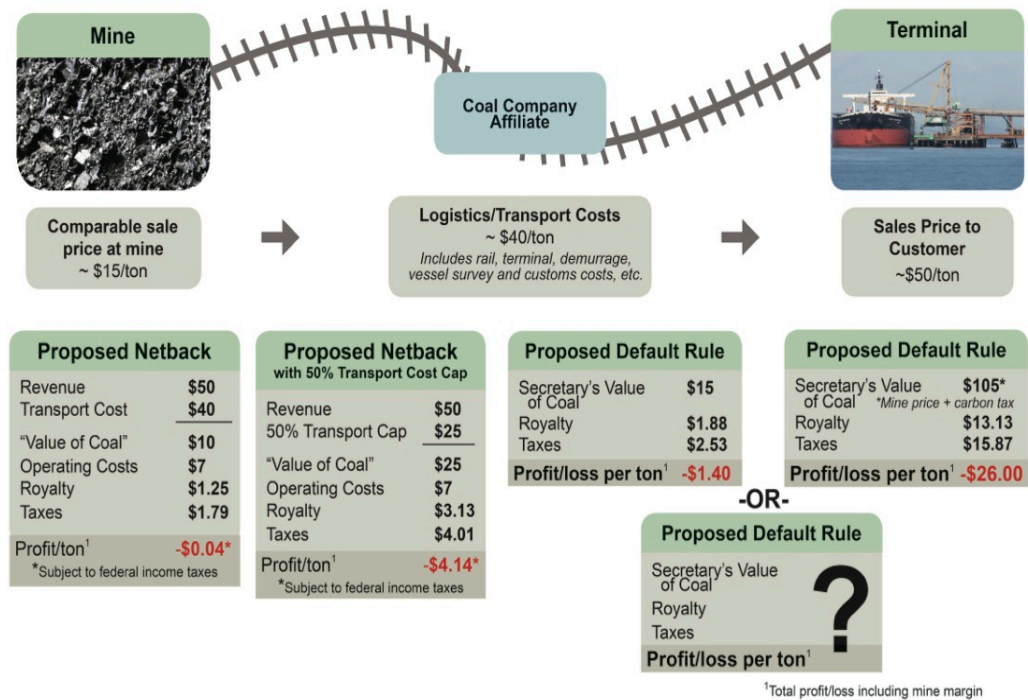 Mine
Coal Company
Affiliate
Terminal
Comparable sale
price at mine
~ $15/ton
Logistics/Transport Costs
~ $40/ton
Includes rail, terminal, demurrage,
vessel survey and customs costs, etc.
Sales Price to
Customer
~$50/ton
Proposed Netback
Revenue $50
Transport Cost $40
“Value of Coal” $10
Operating Costs $7
Royalty $1.25
Taxes $1.79
Profit/ton¹ -$0.04*
*Subject to federal income taxes
Proposed Netback
with 50% Transport Cost Cap
Revenue $50
50% Transport Cap $25
“Value of Coal” $25
Operating Costs $7
Royalty $3.13
Taxes $4.01
Profit/ton¹ -$4.14*
*Subject to federal income taxes
Proposed Default Rule
Secretary’s Value $15
of Coal
Royalty $1.88
Taxes $2.53
Profit/loss per ton¹ -$1.40
Proposed Default Rule
Secretary’s Value $105*
of Coal *Mine price + carbon tax
Royalty $13.13
Taxes $15.87
Profit/loss per ton¹ -$26.00
-OR-
Proposed Default Rule
Secretary’s Value
of Coal
Royalty
Taxes
?
Profit/loss per ton¹
¹Total profit/loss including mine margin